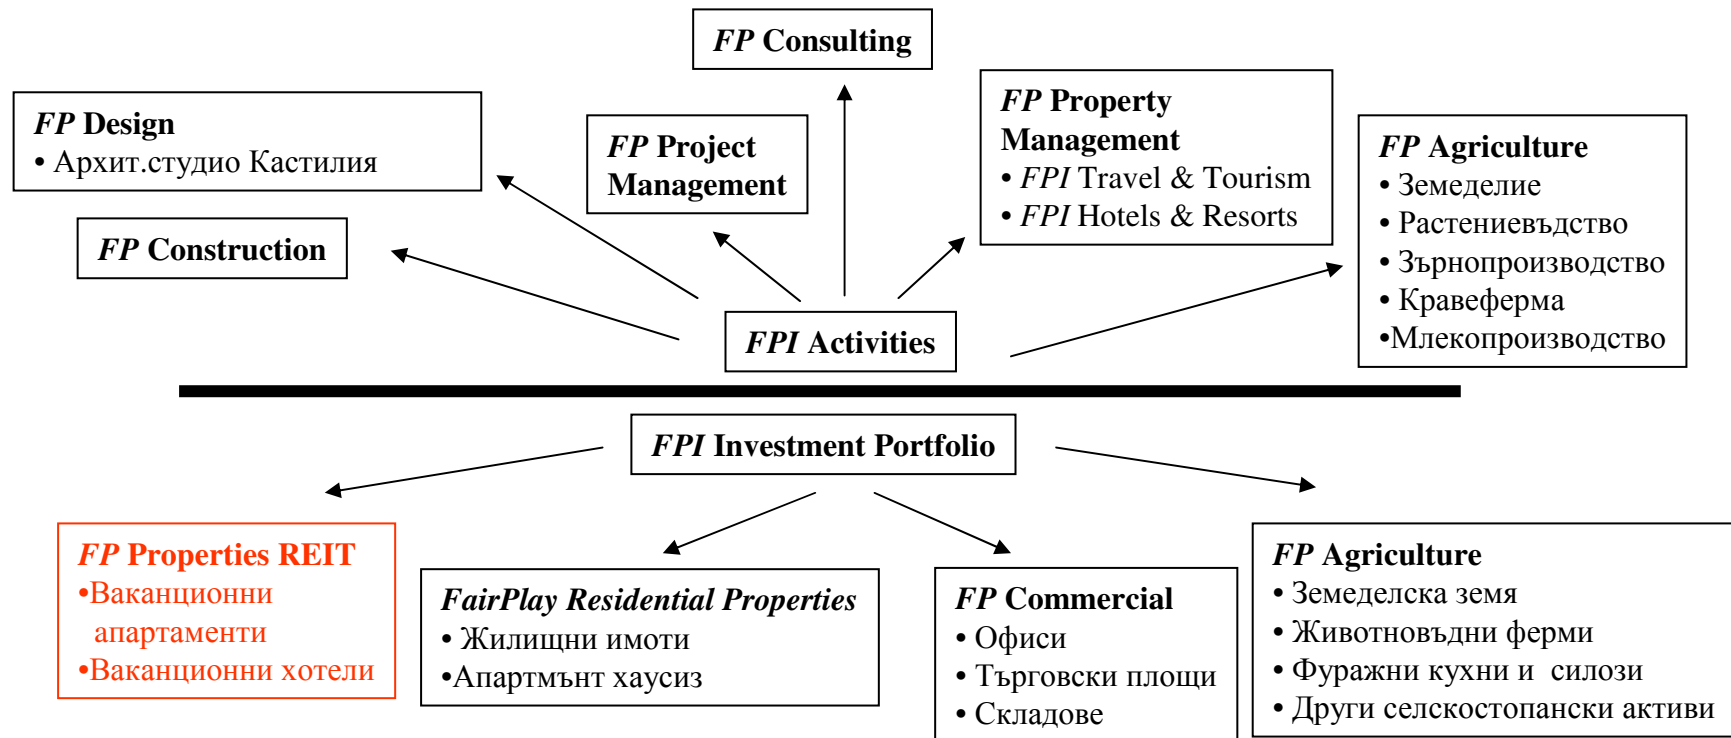 FP Consulting
FP Design
• Архит.студио Кастилия
FP Project
Management
FP Property
Management
• FPI Travel & Tourism
• FPI Hotels & Resorts
FP Agriculture
• Земеделие
• Растениевъдство
• Зърнопроизводство
• Кравеферма
•Млекопроизводство
FP Construction
FPI Activities
FPI Investment Portfolio
FP Properties REIT
•Ваканционни
апартаменти
•Ваканционни хотели
FairPlay Residential Properties
• Жилищни имоти
•Апартмънт хаусиз
FP Commercial
• Офиси
• Търговски площи
• Складове
FP Agriculture
• Земеделска земя
• Животновъдни ферми
• Фуражни кухни и силози
• Други селскостопански активи